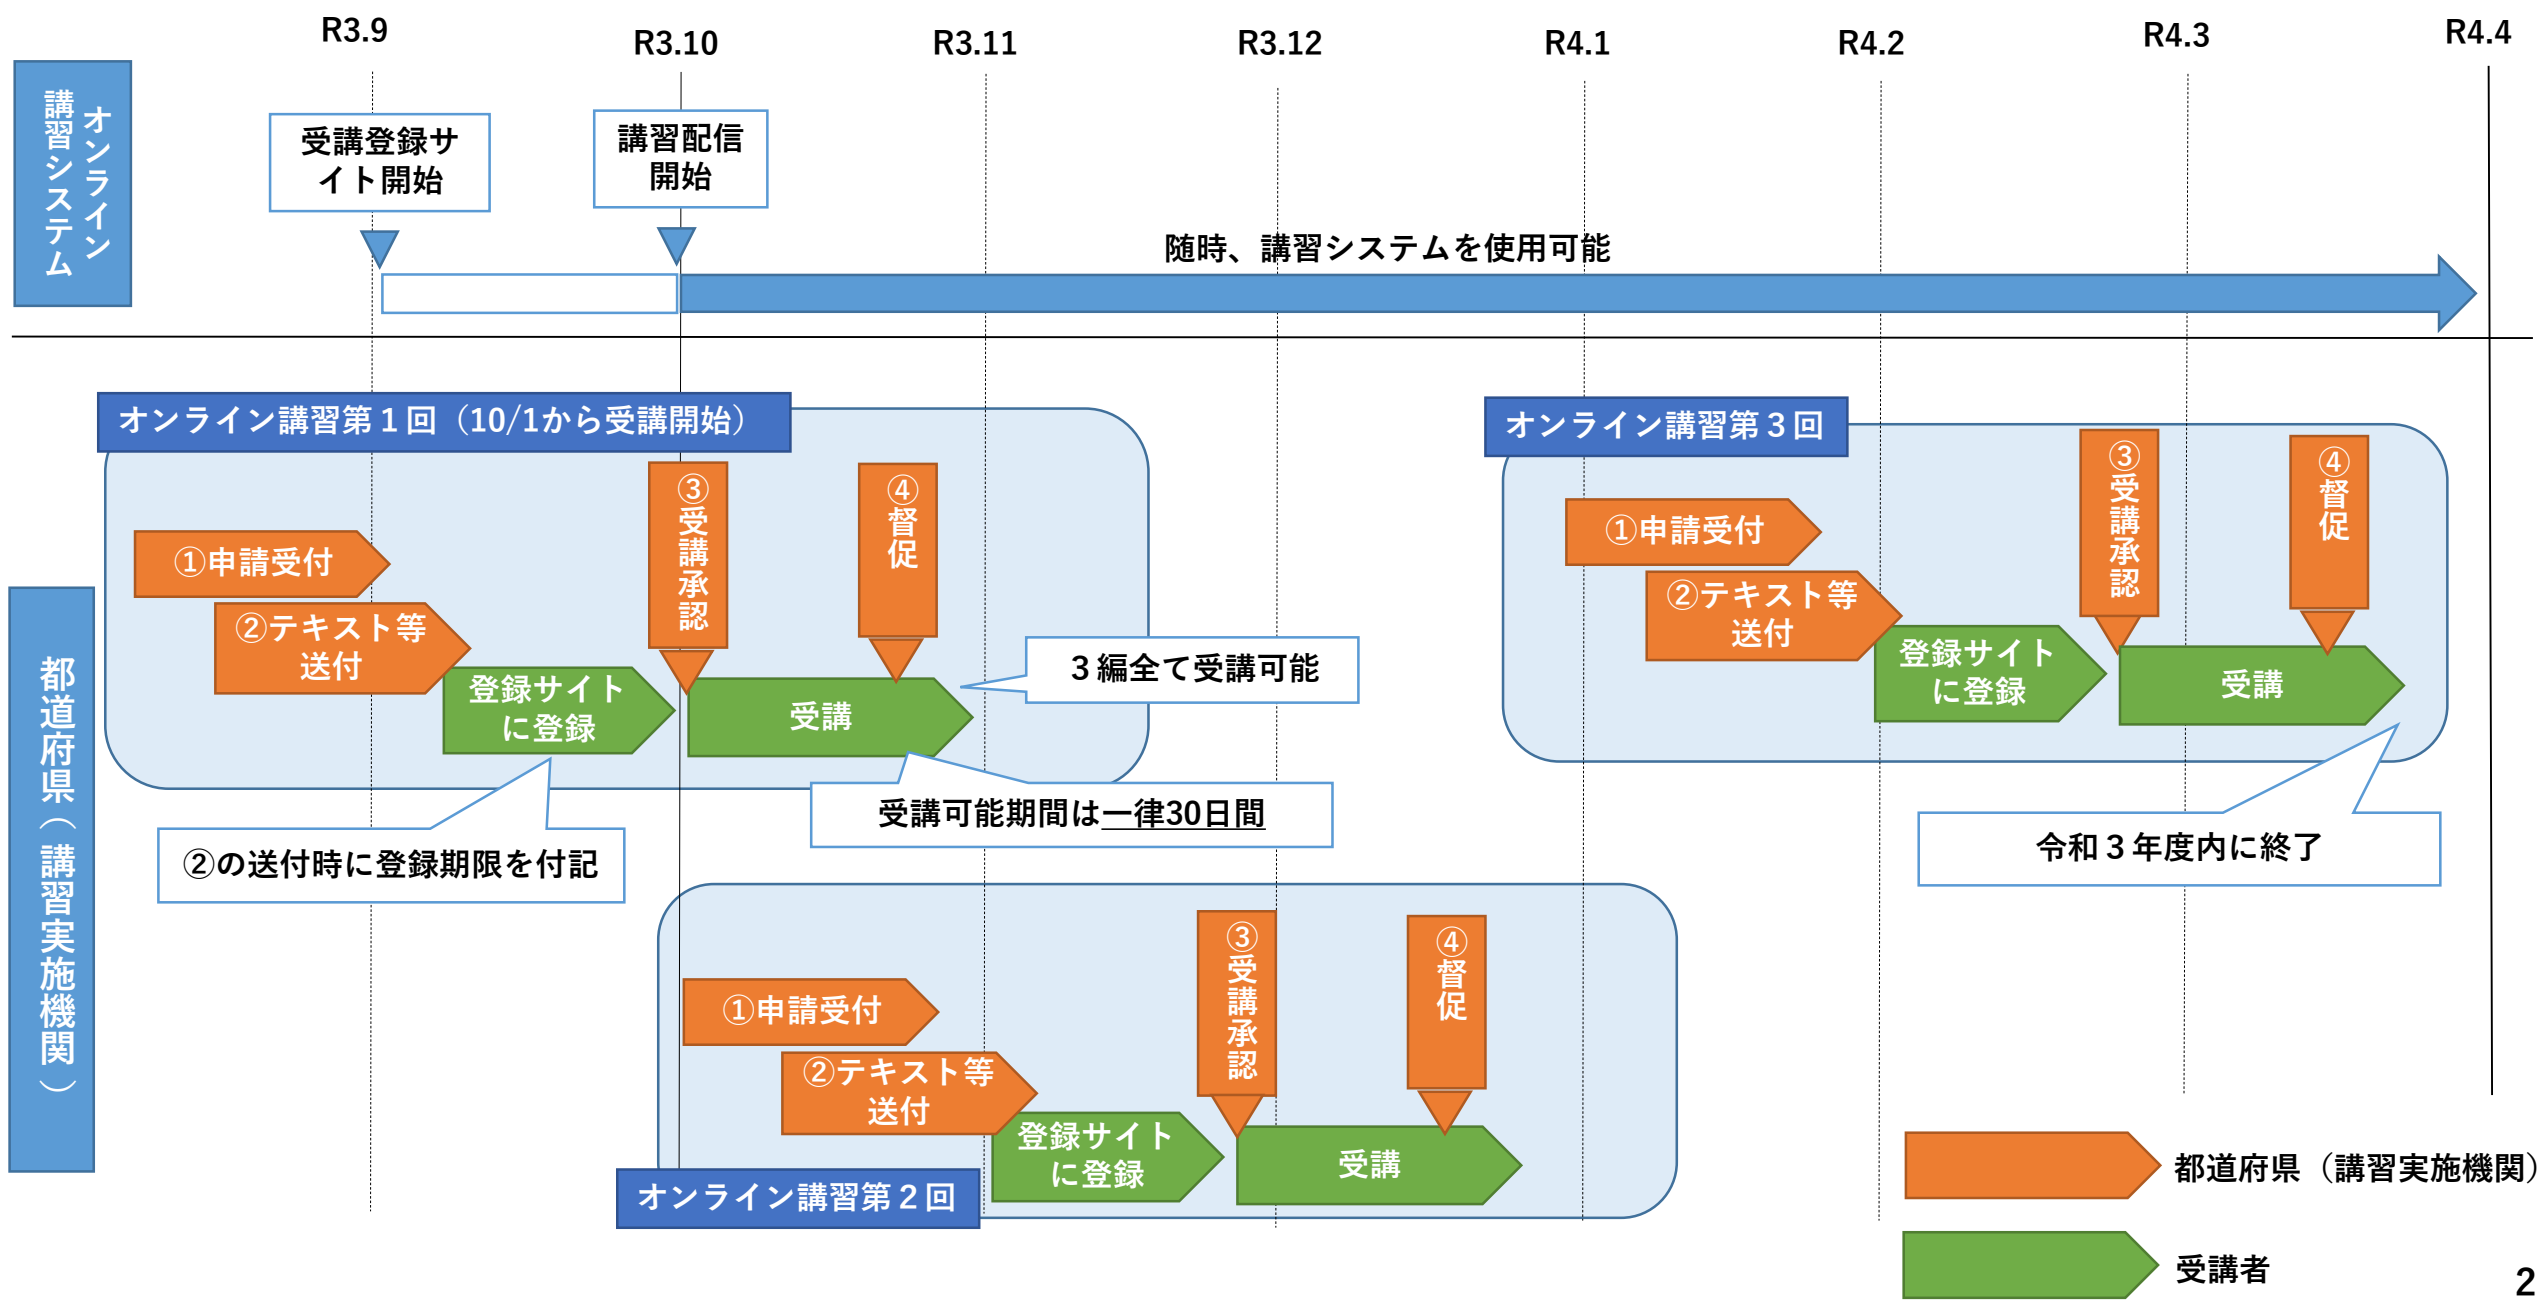 R3.9
R3.10
R3.11
R3.12
R4.1
R4.2
R4.3
R4.4
オンライン
講習システム
受講登録サ
イト開始
講習配信
開始
随時、講習システムを使用可能
オンライン講習第１回（10/1から受講開始）
①申請受付
②テキスト等
送付
登録サイト
に登録
③受講承認
④督促
受講
３編全て受講可能
受講可能期間は一律30日間
②の送付時に登録期限を付記
オンライン講習第３回
①申請受付
②テキスト等
送付
登録サイト
に登録
③受講承認
④督促
受講
令和３年度内に終了
都道府県（講習実施機関）
①申請受付
②テキスト等
送付
登録サイト
に登録
③受講承認
④督促
受講
オンライン講習第２回
都道府県（講習実施機関）
受講者
2